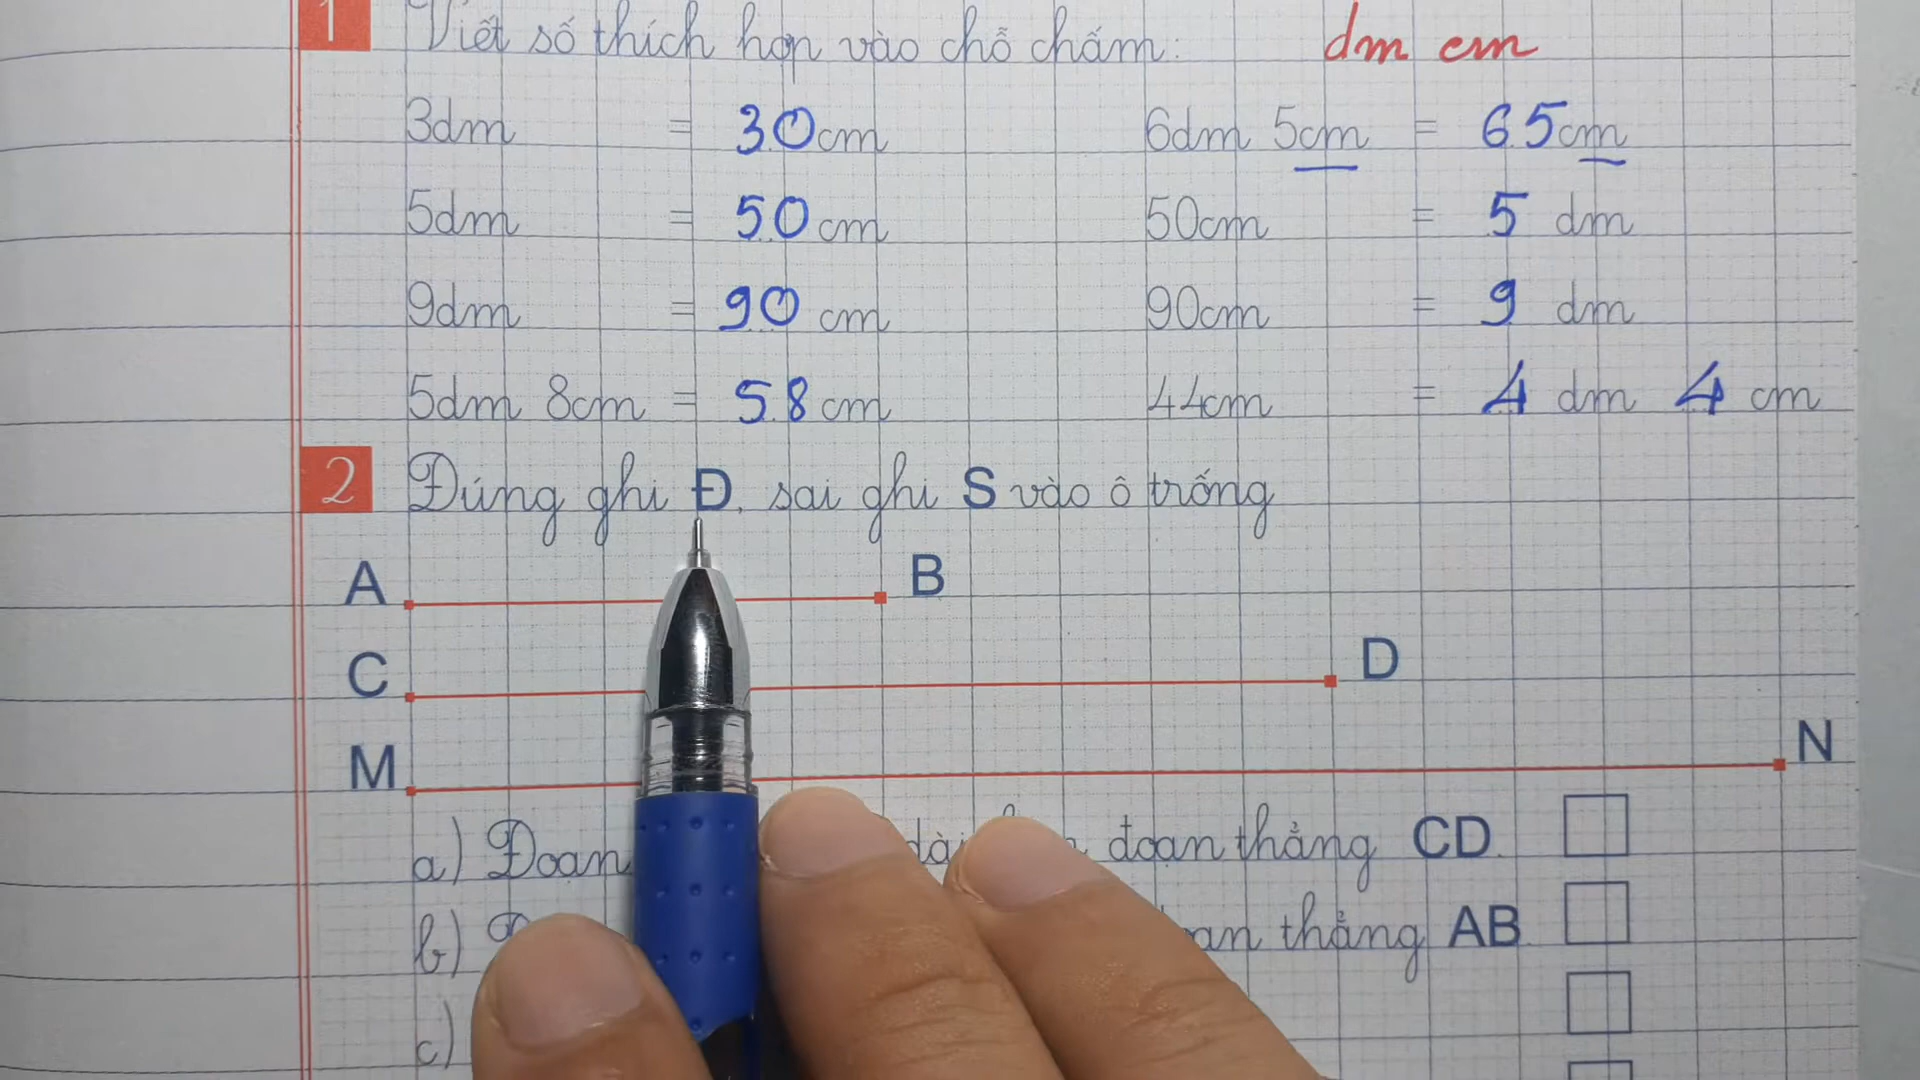 1 Viết số thích hợp vào chỗ chấm: dm cm
3dm = 30cm 6dm 5cm = 65cm
5dm = 50cm 50cm = 5 dm
9dm = 90 cm 90cm = 9 dm
5dm 8cm = 58cm 44cm = 4 dm 4 cm
2 Đúng ghi Đ, sai ghi S vào ô trống
A B
C D
M N
a) Đoạn dài đoạn thẳng CD.
b) thẳng AB
c)